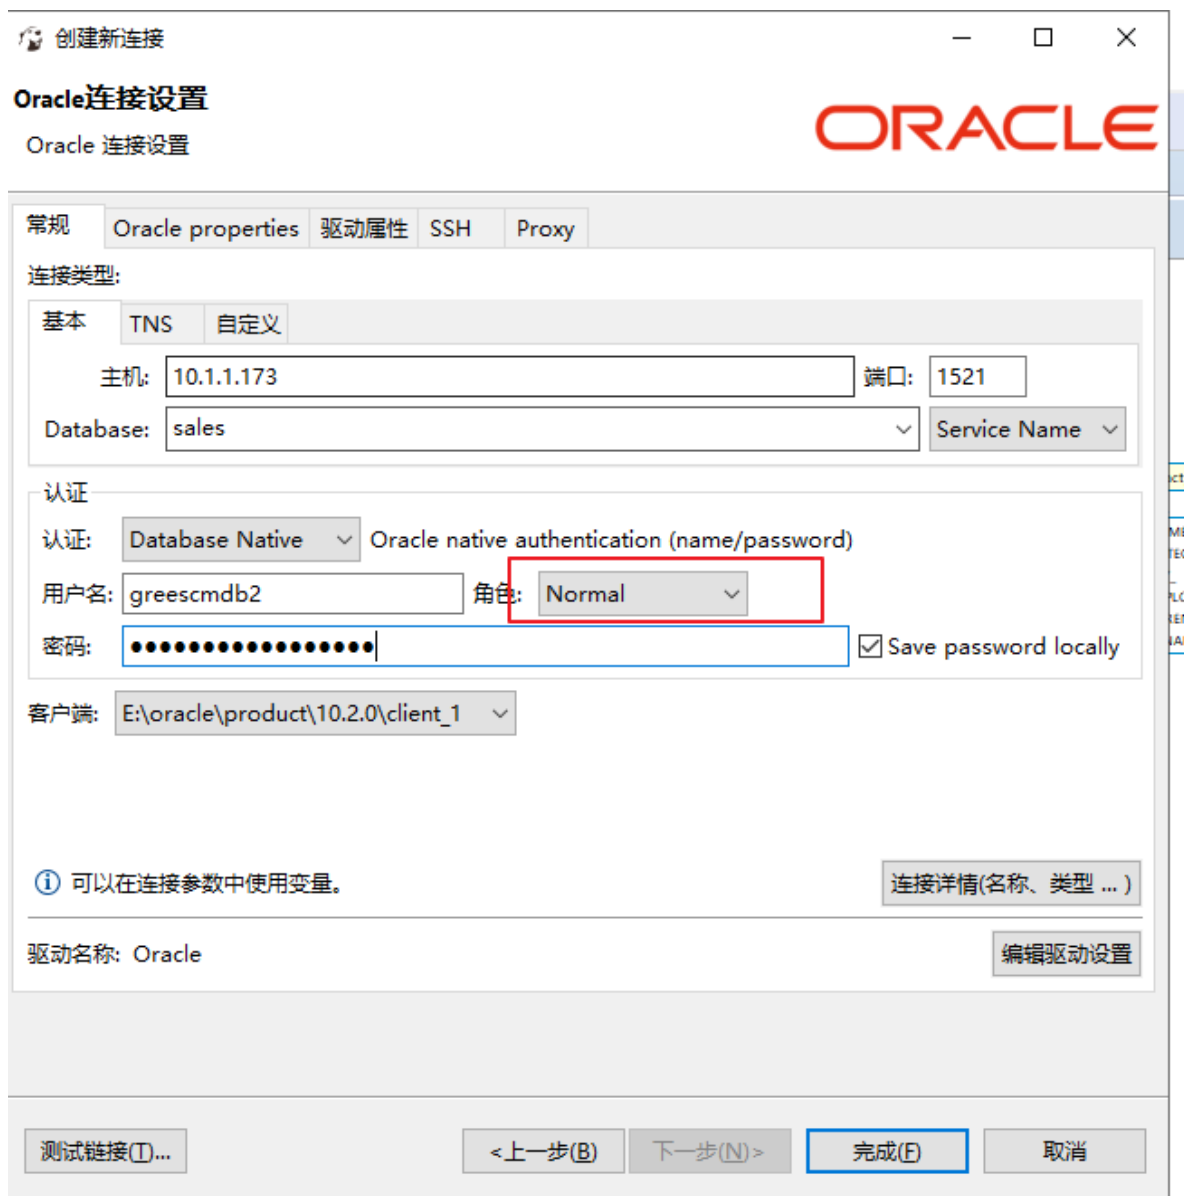 创建新连接
Oracle连接设置
Oracle 连接设置
ORACLE
常规 Oracle properties 驱动属性 SSH Proxy
连接类型:
基本 TNS 自定义
主机: 10.1.1.173 端口: 1521
Database: sales Service Name
认证
认证: Database Native Oracle native authentication (name/password)
用户名: greescmdb2 角色: Normal
密码: ●●●●●●●●●●●●●●●●● Save password locally
客户端: E:\oracle\product\10.2.0\client_1
可以在连接参数中使用变量。 连接详情(名称、类型 ... )
驱动名称: Oracle 编辑驱动设置
测试链接(T)... <上一步(B) 下一步(N)> 完成(F) 取消